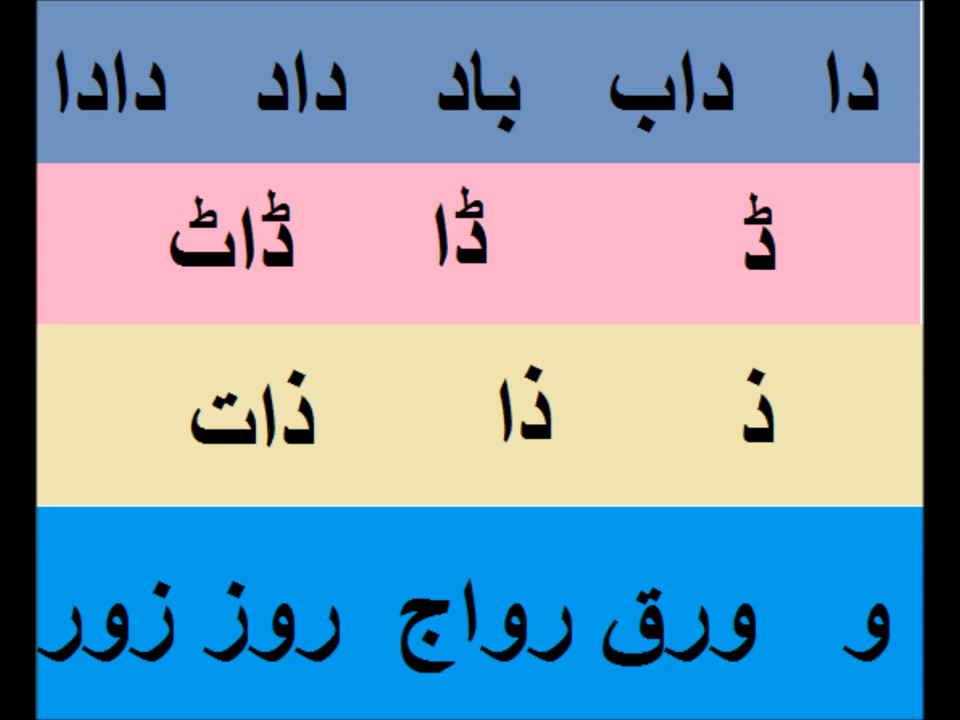 دا داب باد داد دادا
ڈ ڈا ڈاٹ
ذ ذا ذات
و ورق رواج روز زور